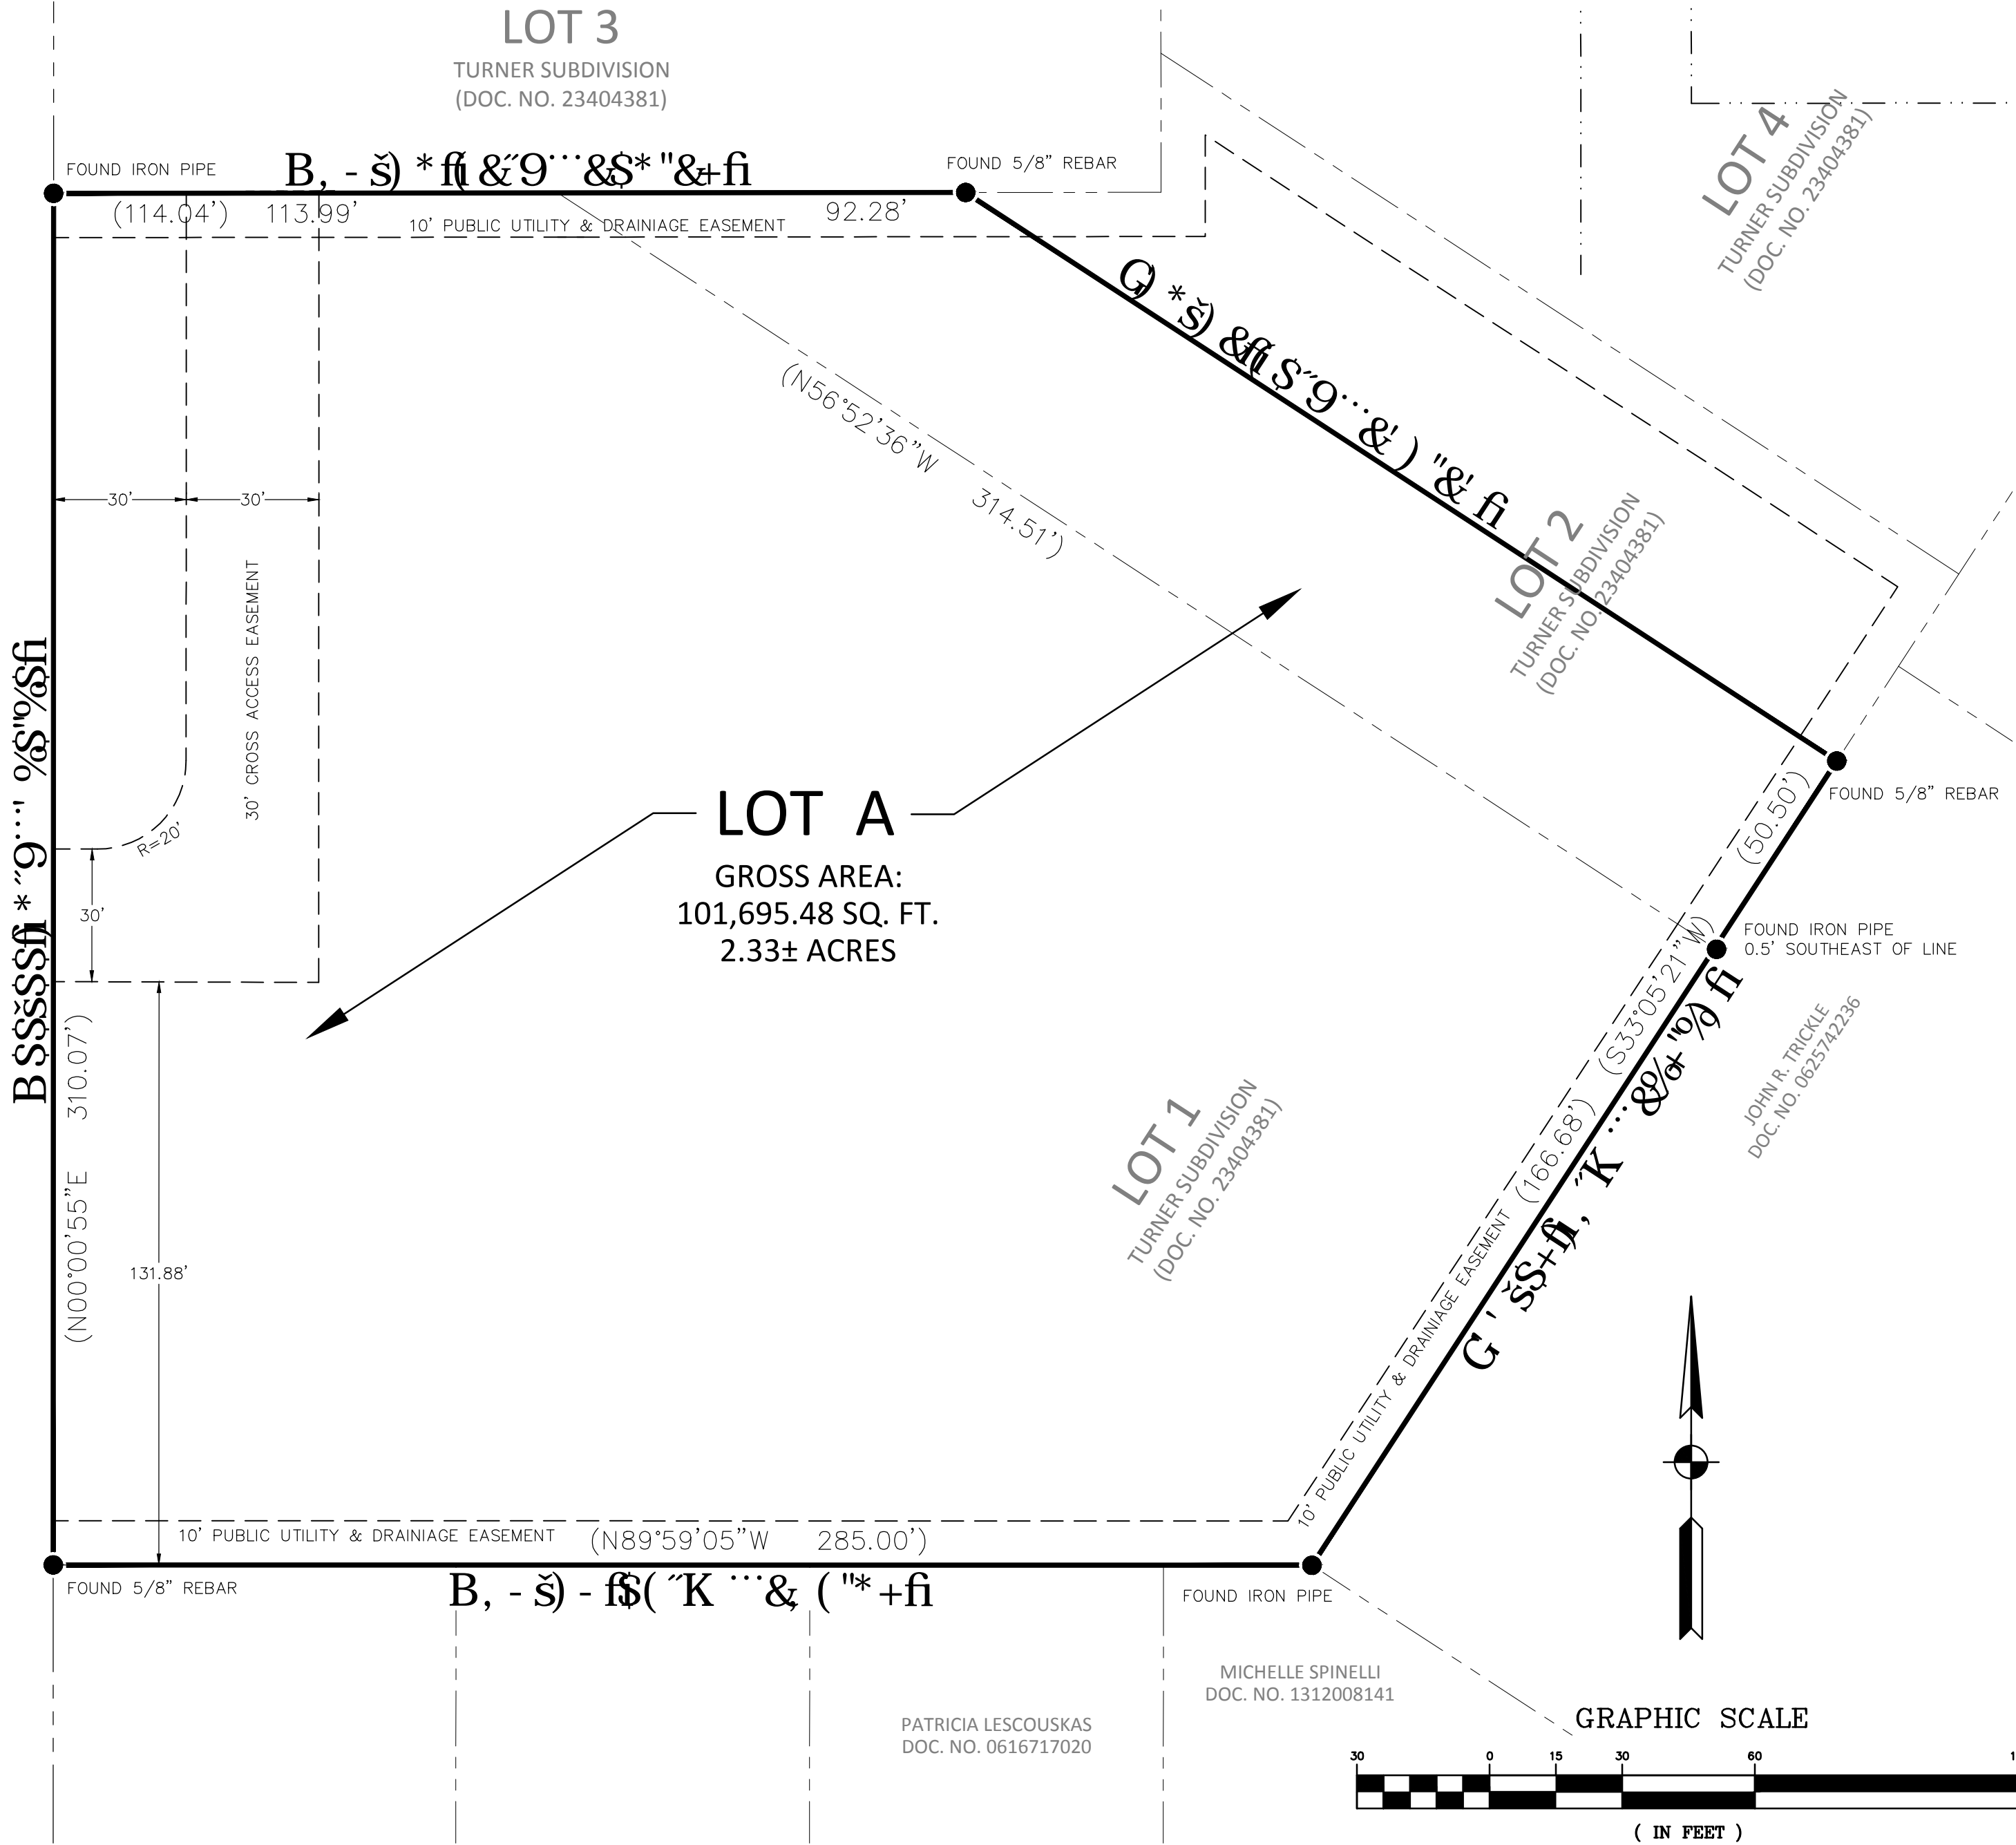 LOT 3
TURNER SUBDIVISION
(DOC. NO. 23404381)
LOT 4
TURNER SUBDIVISION
(DOC. NO. 23404381)
FOUND IRON PIPE
FOUND 5/8" REBAR
(114.04') 113.99'
92.28'
10' PUBLIC UTILITY & DRAINIAGE EASEMENT
(N56°52'36"W 314.51')
30'
30'
30' CROSS ACCESS EASEMENT
LOT 2
TURNER SUBDIVISION
(DOC. NO. 23404381)
R=20'
30'
LOT A
GROSS AREA:
101,695.48 SQ. FT.
2.33± ACRES
(50.50')
FOUND 5/8" REBAR
FOUND IRON PIPE
0.5' SOUTHEAST OF LINE
(S33°05'21"W)
(166.68')
10' PUBLIC UTILITY & DRAINIAGE EASEMENT
JOHN R. TRICKLE
DOC. NO. 0625742236
(N00°00'55"E 310.07')
131.88'
LOT 1
TURNER SUBDIVISION
(DOC. NO. 23404381)
10' PUBLIC UTILITY & DRAINIAGE EASEMENT
(N89°59'05"W 285.00')
FOUND 5/8" REBAR
FOUND IRON PIPE
MICHELLE SPINELLI
DOC. NO. 1312008141
PATRICIA LESCOUSKAS
DOC. NO. 0616717020
GRAPHIC SCALE
30 0 15 30 60
( IN FEET )